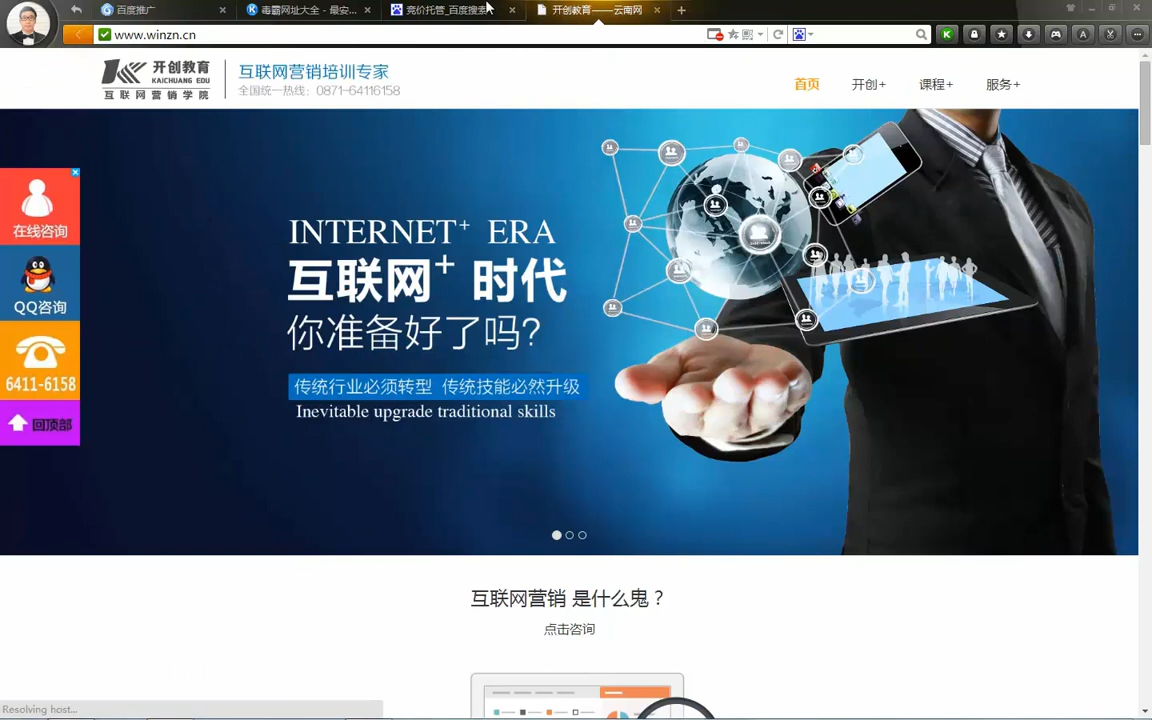 百度推广
毒霸网址大全 - 最安...
竞价托管_百度搜索
开创教育——云南网
www.winzn.cn
开创教育
KAICHUANG EDU
互联网营销学院
互联网营销培训专家
全国统一热线：0871-64116158
首页
开创+
课程+
服务+
在线咨询
QQ咨询
6411-6158
回顶部
INTERNET+ ERA
互联网+ 时代
你准备好了吗?
传统行业必须转型 传统技能必然升级
Inevitable upgrade traditional skills
互联网营销 是什么鬼？
点击咨询
Resolving host...